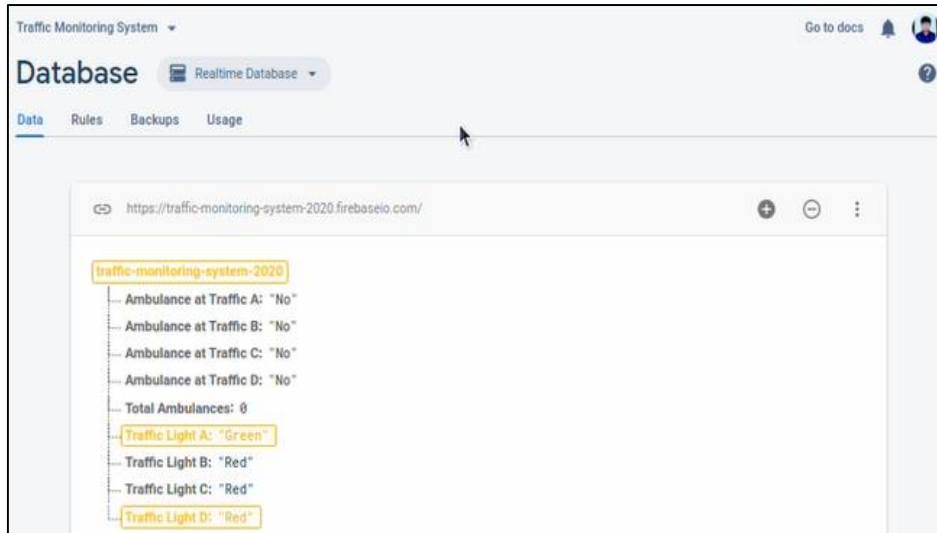 Traffic Monitoring System
Go to docs
Database
Realtime Database
Data Rules Backups Usage
https://traffic-monitoring-system-2020.firebaseio.com/
traffic-monitoring-system-2020
Ambulance at Traffic A: "No"
Ambulance at Traffic B: "No"
Ambulance at Traffic C: "No"
Ambulance at Traffic D: "No"
Total Ambulances: 0
Traffic Light A: "Green"
Traffic Light B: "Red"
Traffic Light C: "Red"
Traffic Light D: "Red"